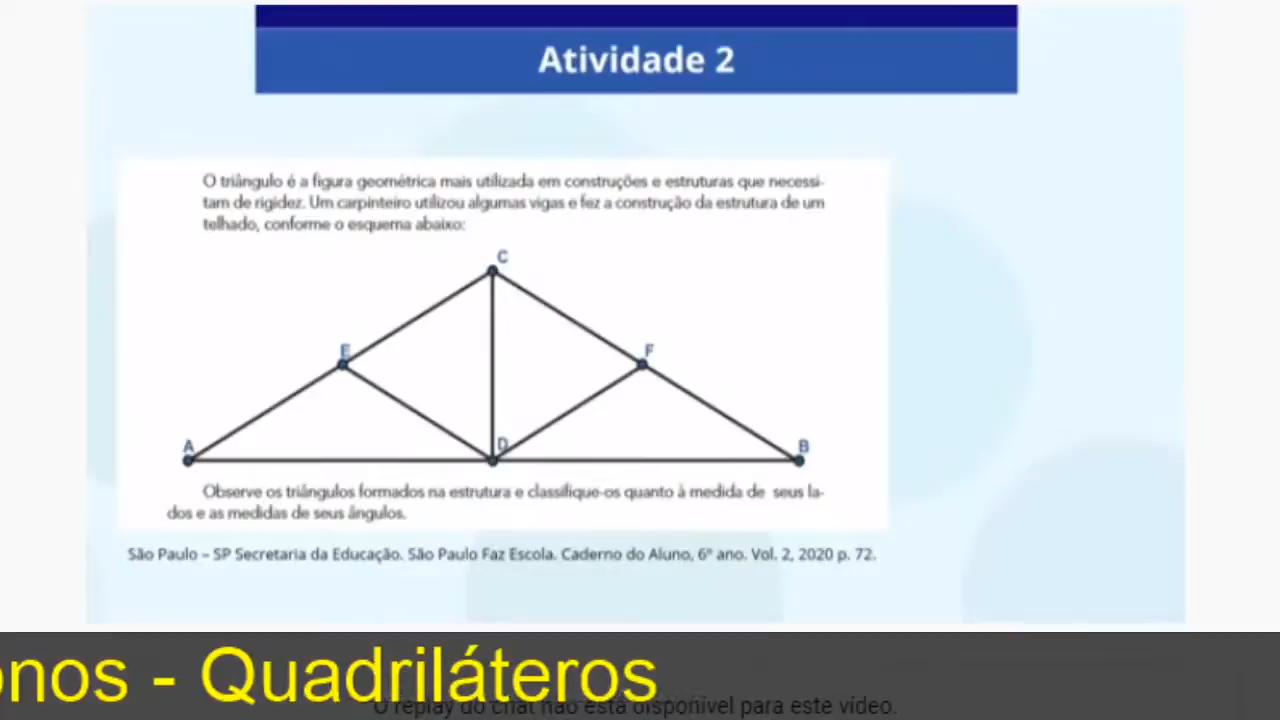 Atividade 2
O triângulo é a figura geométrica mais utilizada em construções e estruturas que necessi-
tam de rigidez. Um carpinteiro utilizou algumas vigas e fez a construção da estrutura de um
telhado, conforme o esquema abaixo:
C
E
F
A
D
B
Observe os triângulos formados na estrutura e classifique-os quanto à medida de seus la-
dos e as medidas de seus ângulos.
São Paulo – SP Secretaria da Educação. São Paulo Faz Escola. Caderno do Aluno, 6º ano. Vol. 2, 2020 p. 72.
onos - Quadriláteros
O replay do chat não está disponível para este vídeo.